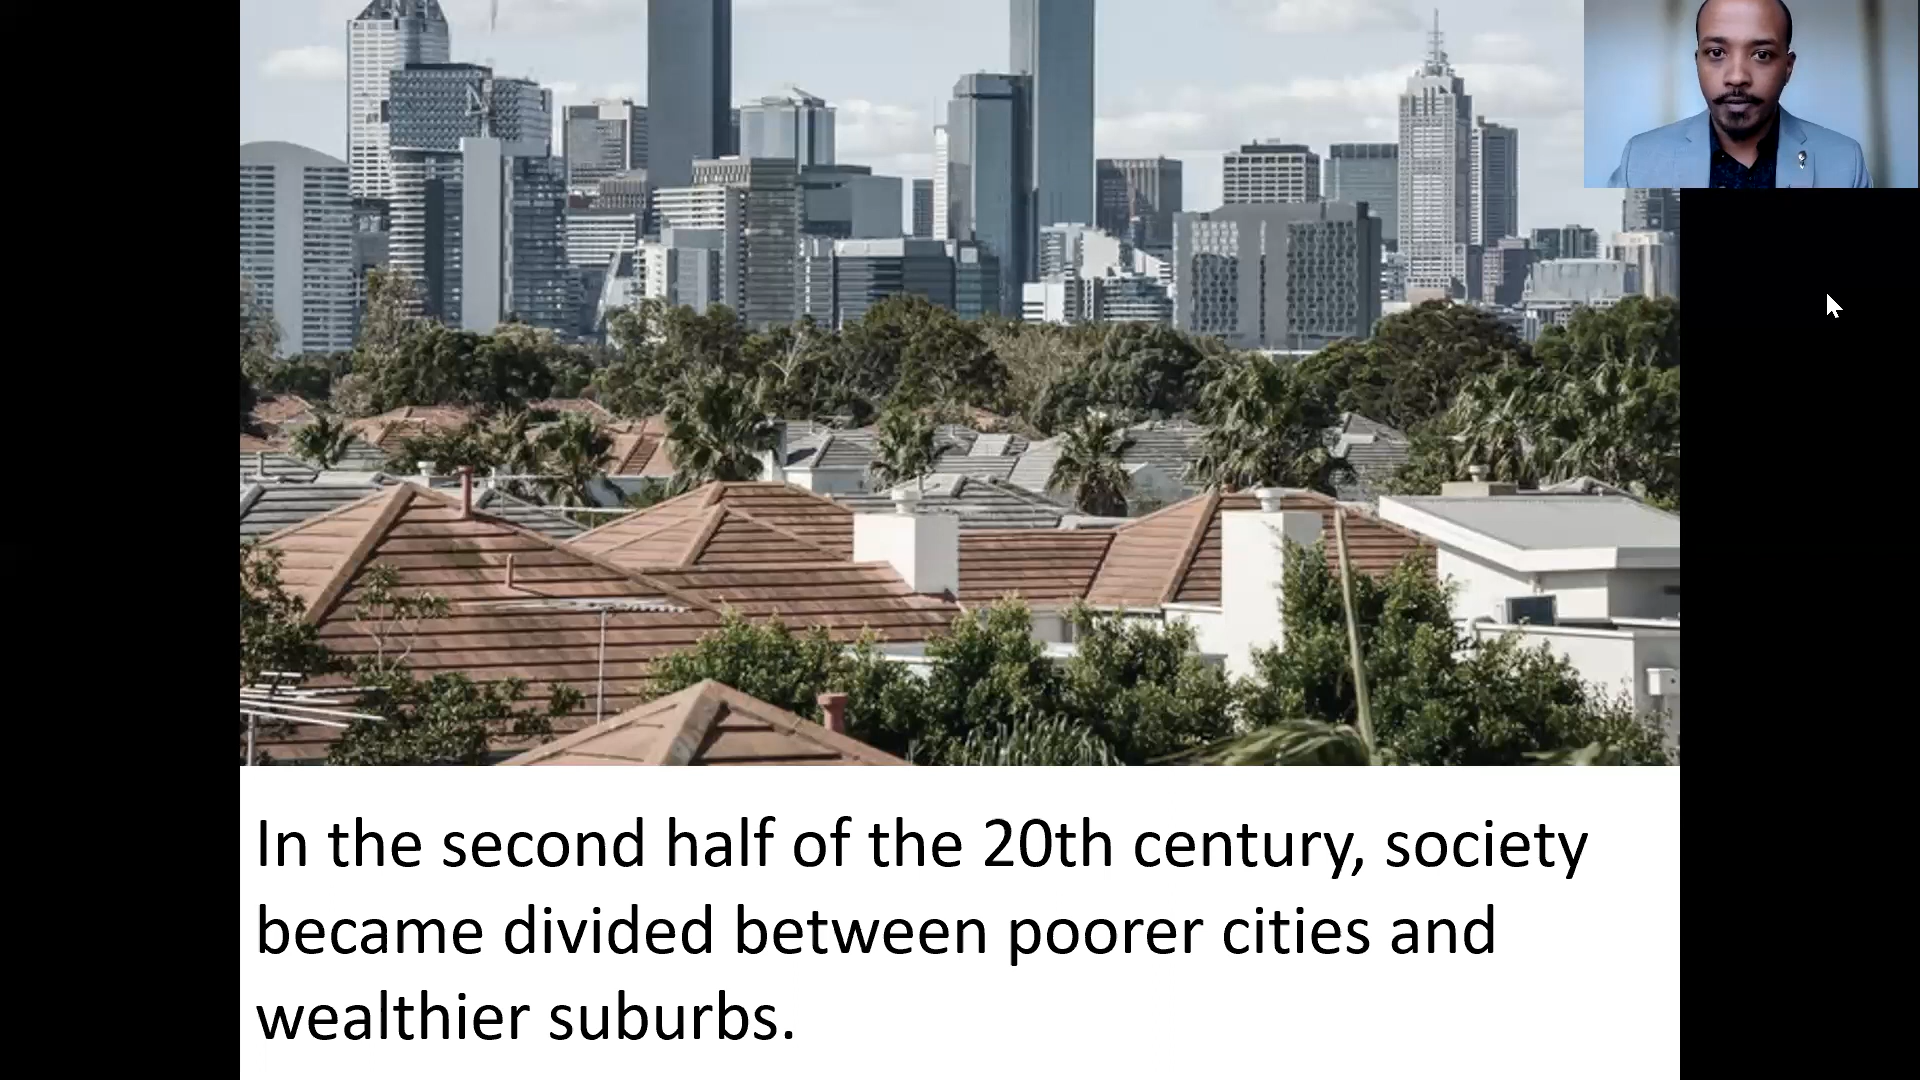 In the second half of the 20th century, society
became divided between poorer cities and
wealthier suburbs.